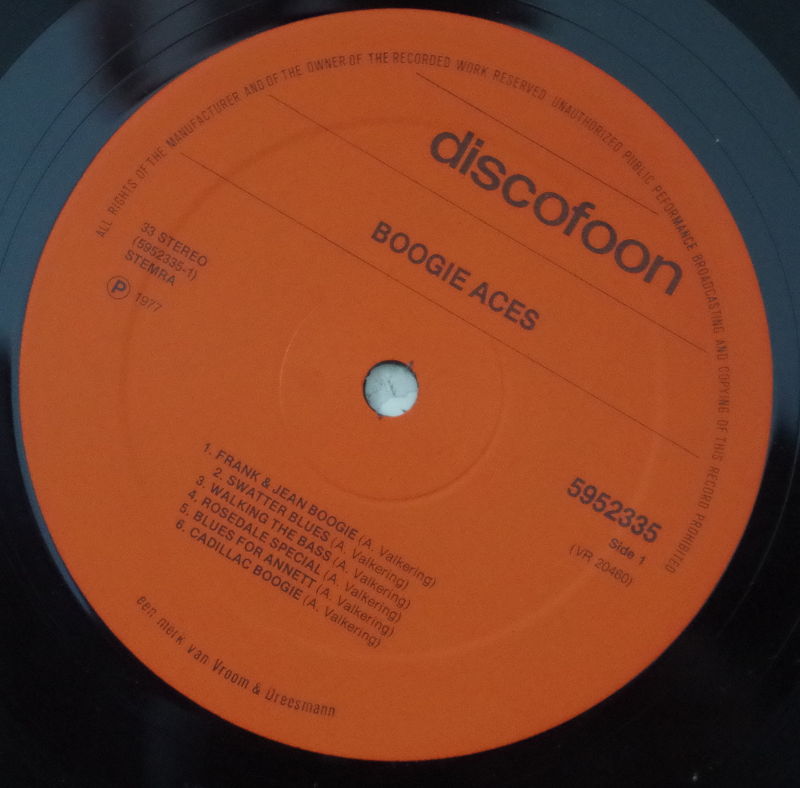 ALL RIGHTS OF THE MANUFACTURER AND OF THE OWNER OF THE RECORDED WORK RESERVED UNAUTHORIZED PUBLIC PEFORMANCE BROADCASTING AND COPYING OF THIS RECORD PROHIBITED
discofoon
BOOGIE ACES
33 STEREO
(5952335-1)
STEMRA
Ⓟ 1977
5952335
Side 1
(VR 20460)
1. FRANK & JEAN BOOGIE (A. Valkering)
2. SWATTER BLUES (A. Valkering)
3. WALKING THE BASS (A. Valkering)
4. ROSEDALE SPECIAL (A. Valkering)
5. BLUES FOR ANNETT (A. Valkering)
6. CADILLAC BOOGIE (A. Valkering)
een merk van Vroom & Dreesmann